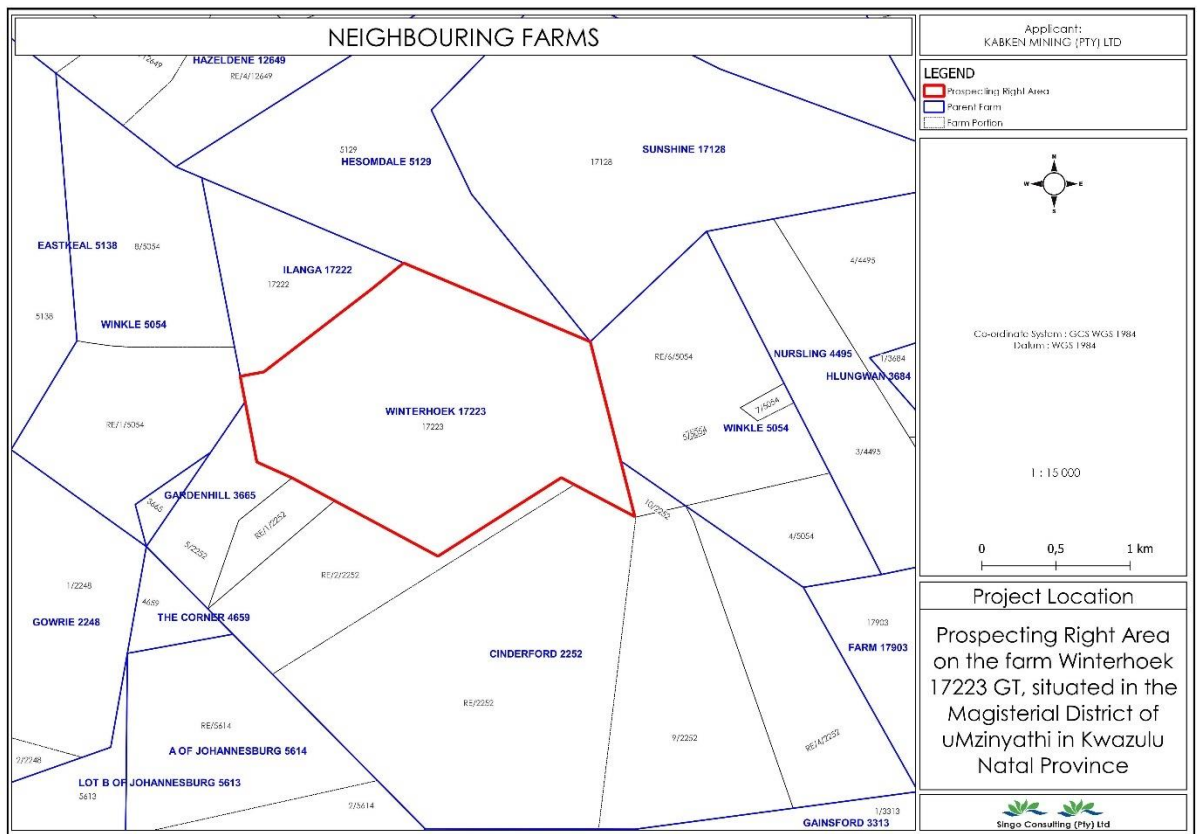 NEIGHBOURING FARMS
HAZELDENE 12649
RE/4/12649
5129
HESOMDALE 5129
SUNSHINE 17128
17128
EASTKEAL 5138
8/5054
ILANGA 17222
17222
4/4495
5138
WINKLE 5054
RE/6/5054
NURSLING 4495
1/3684
HLUNGWAN 3684
7/5054
WINTERHOEK 17223
17223
RE/1/5054
WINKLE 5054
3/4495
GARDENHILL 3665
3665
RE/1/2252
10/2252
5/2252
4/5054
RE/2/2252
1/2248
4659
THE CORNER 4659
GOWRIE 2248
17903
FARM 17903
CINDERFORD 2252
RE/2252
RE/5614
9/2252
RE/4/2252
A OF JOHANNESBURG 5614
2/2248
LOT B OF JOHANNESBURG 5613
5613
2/5614
1/3313
GAINSFORD 3313
Applicant:
KABKEN MINING (PTY) LTD
LEGEND
Prospecting Right Area
Parent Farm
Farm Portion
N
W
E
S
Co-ordinate System : GCS WGS 1984
Datum : WGS 1984
1 : 15 000
0 0,5 1 km
Project Location
Prospecting Right Area
on the farm Winterhoek
17223 GT, situated in the
Magisterial District of
uMzinyathi in Kwazulu
Natal Province
Singo Consulting (Pty) Ltd